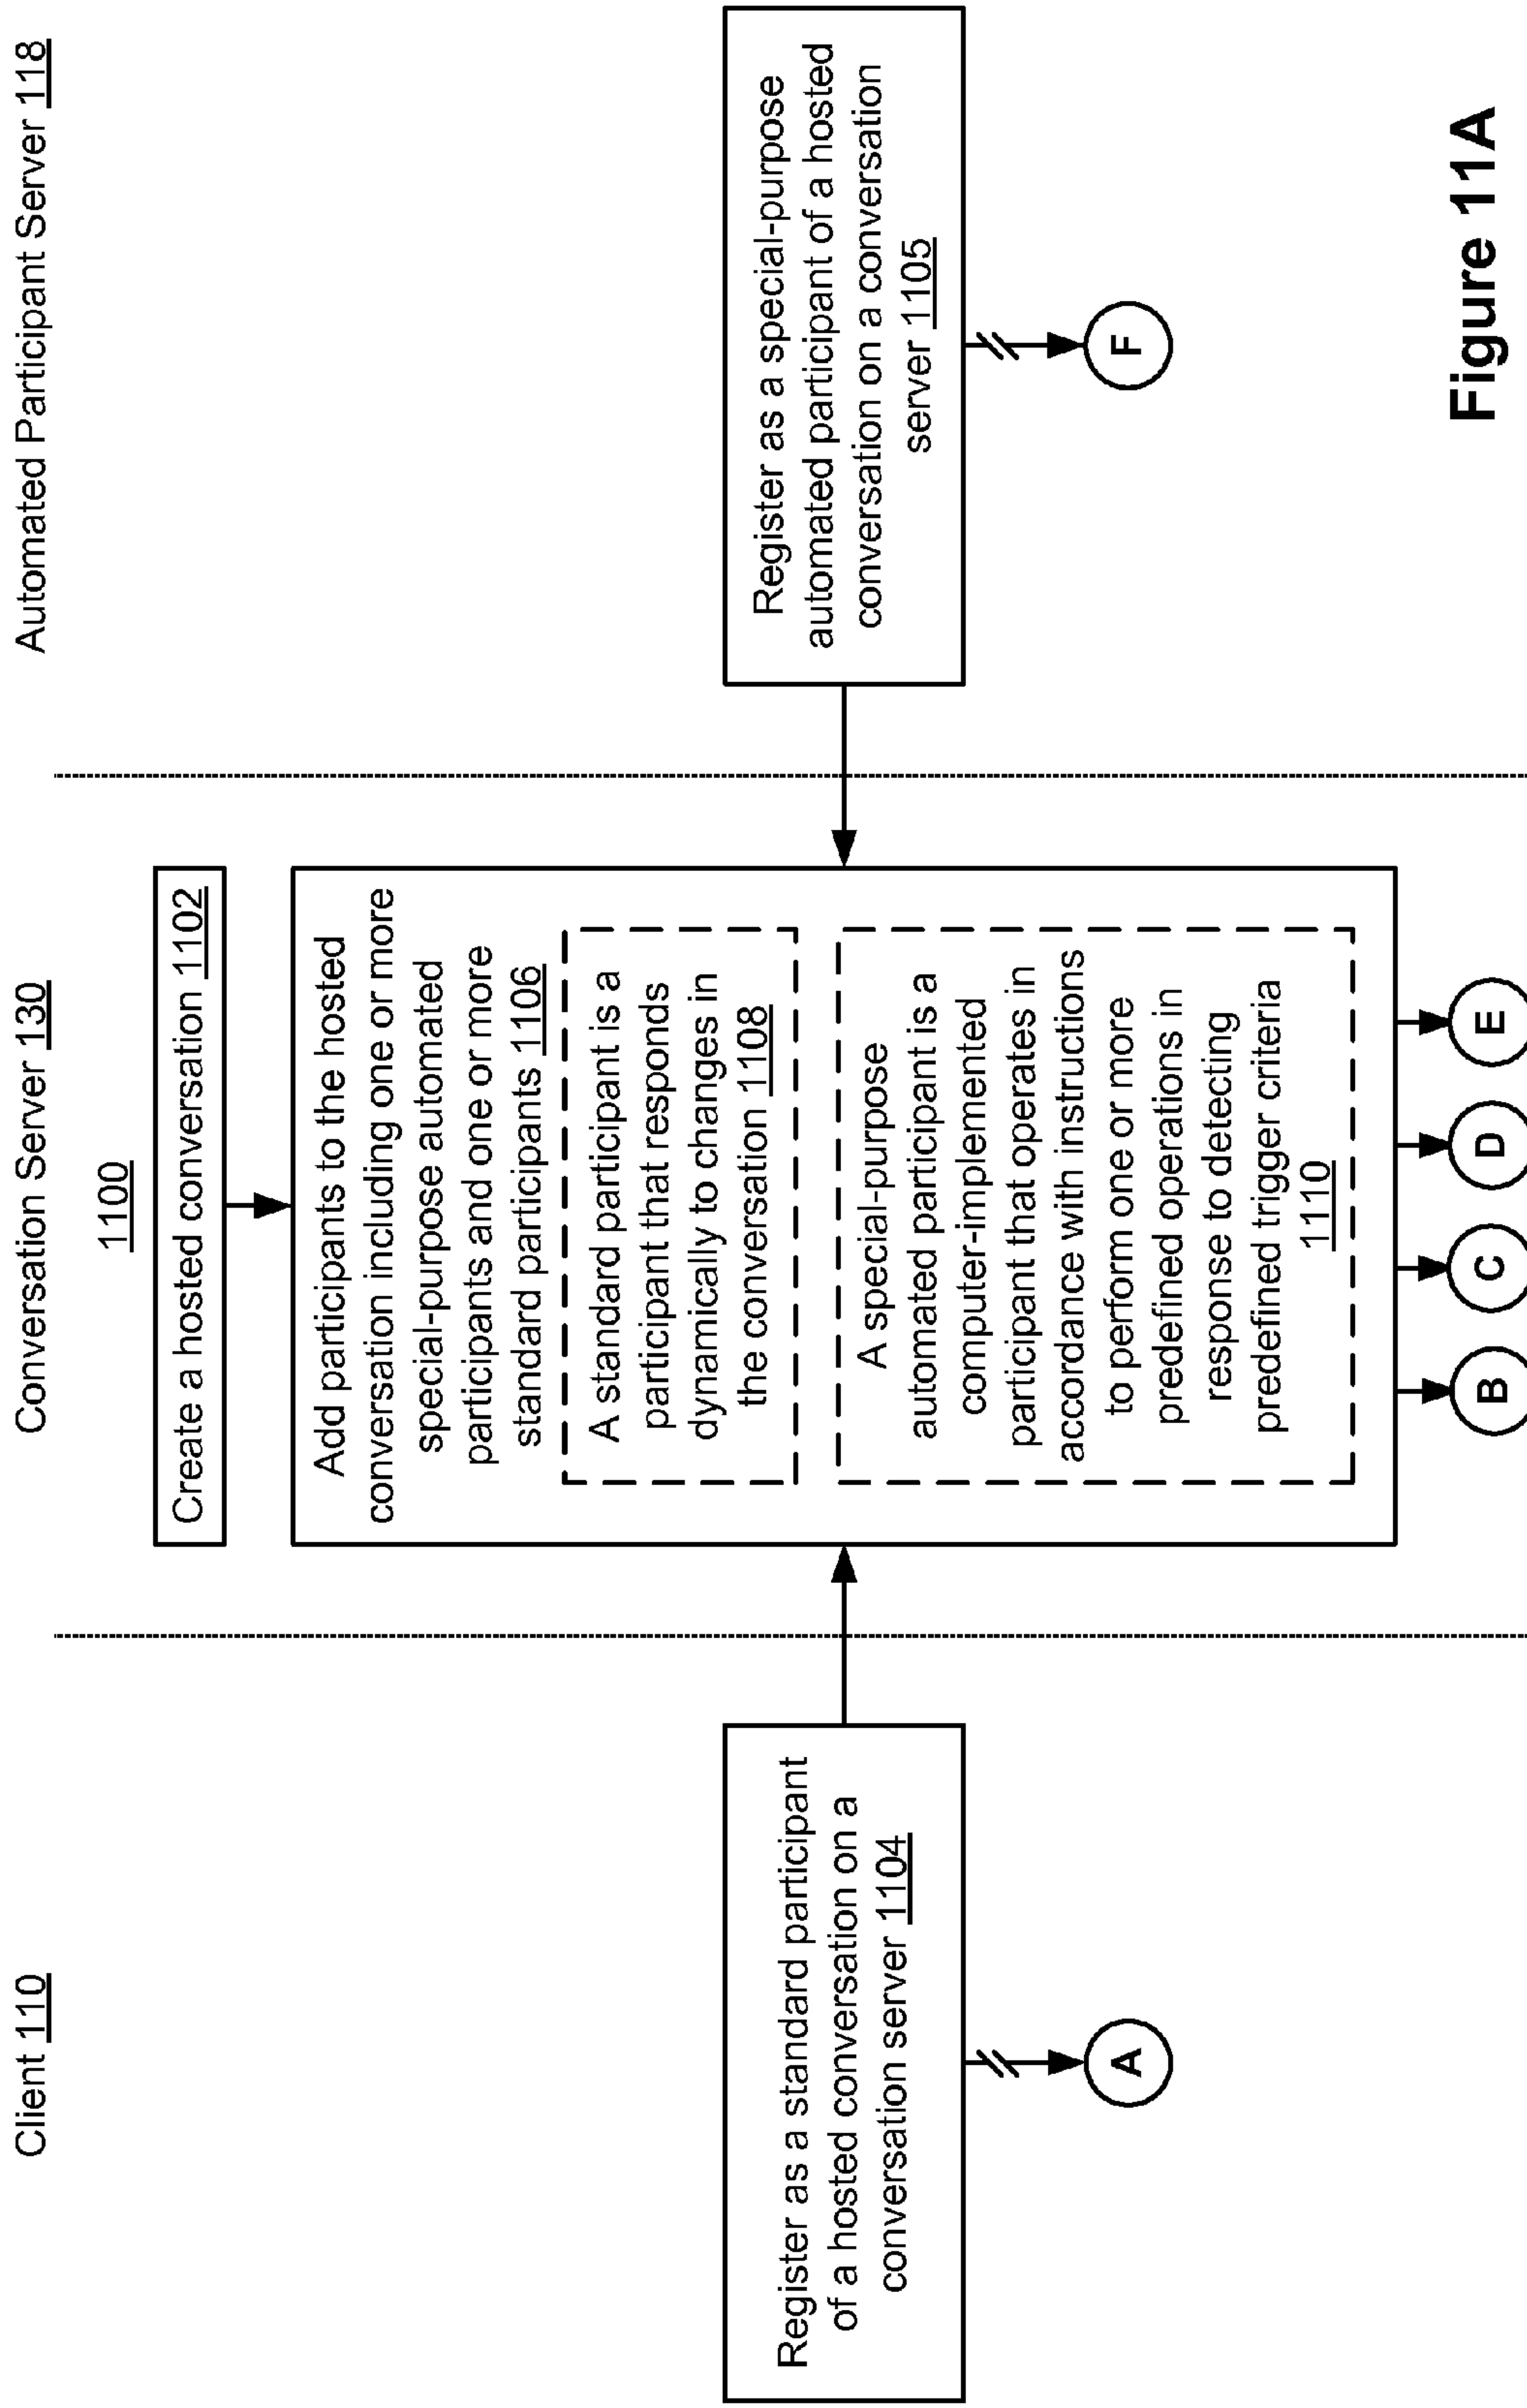 Client 110
Conversation Server 130
Automated Participant Server 118
1100
Create a hosted conversation 1102
Register as a standard participant
of a hosted conversation on a
conversation server 1104
A
Add participants to the hosted
conversation including one or more
special-purpose automated
participants and one or more
standard participants 1106
A standard participant is a
participant that responds
dynamically to changes in
the conversation 1108
A special-purpose
automated participant is a
computer-implemented
participant that operates in
accordance with instructions
to perform one or more
predefined operations in
response to detecting
predefined trigger criteria
1110
B
C
D
E
Register as a special-purpose
automated participant of a hosted
conversation on a conversation
server 1105
F
Figure 11A